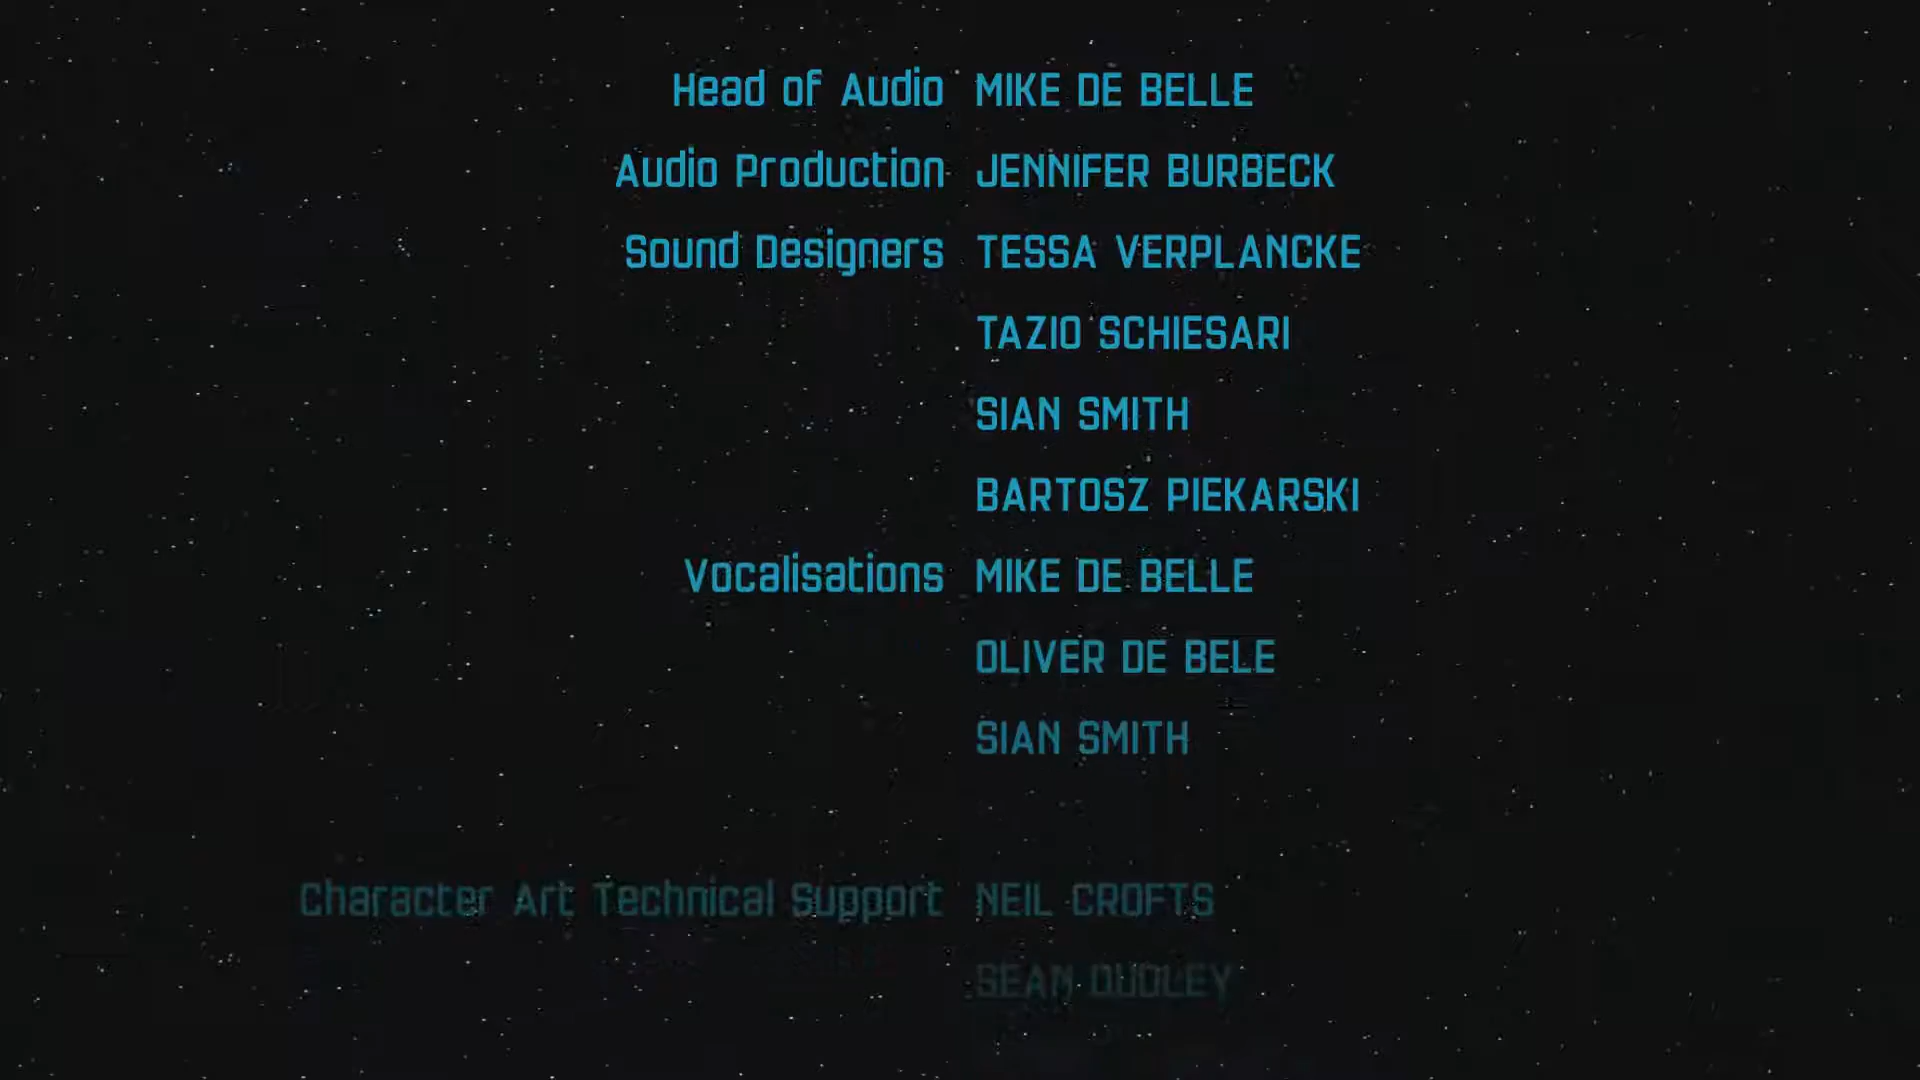 Head of Audio MIKE DE BELLE
Audio Production JENNIFER BURBECK
Sound Designers TESSA VERPLANCKE
TAZIO SCHIESARI
SIAN SMITH
BARTOSZ PIEKARSKI
Vocalisations MIKE DE BELLE
OLIVER DE BELE
SIAN SMITH
Character Art Technical Support NEIL CROFTS
SEAN DUDLEY